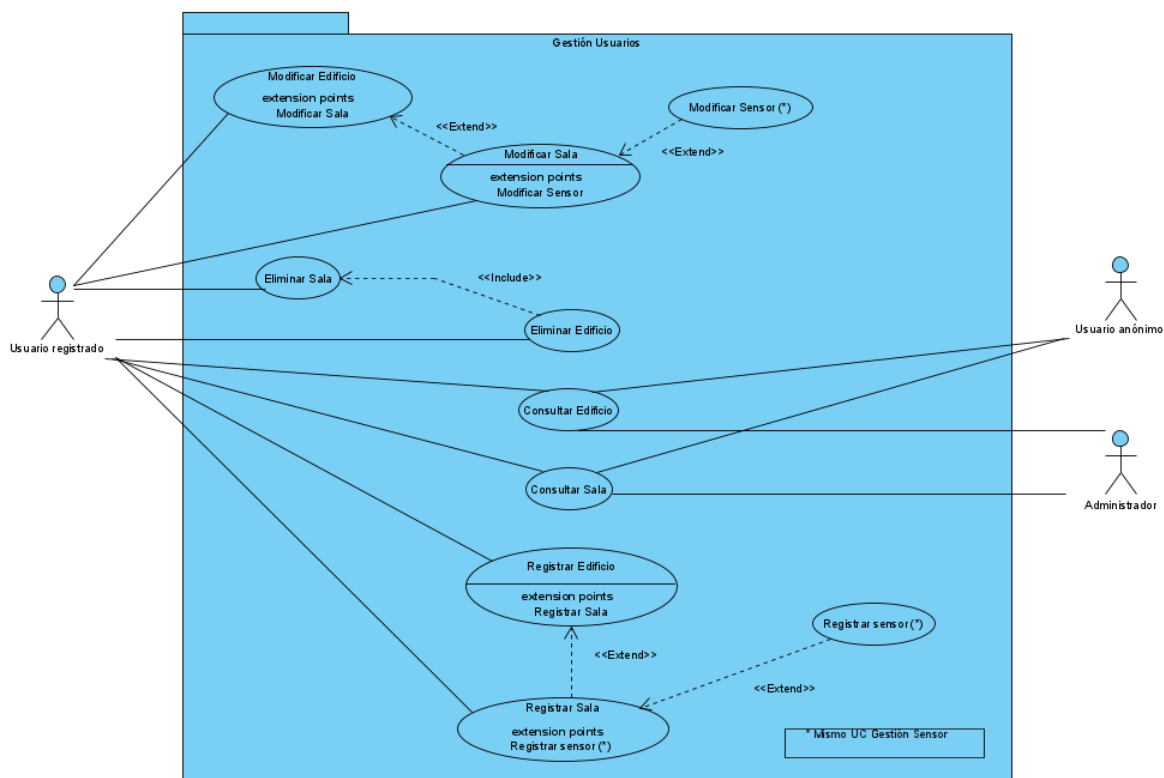 Gestión Usuarios
Modificar Edificio
extension points
Modificar Sala
Modificar Sensor (*)
<<Extend>>
<<Extend>>
Modificar Sala
extension points
Modificar Sensor
Eliminar Sala
<<Include>>
Eliminar Edificio
Usuario registrado
Usuario anónimo
Consultar Edificio
Consultar Sala
Administrador
Registrar Edificio
extension points
Registrar Sala
Registrar sensor (*)
<<Extend>>
<<Extend>>
Registrar Sala
extension points
Registrar sensor (*)
* Mismo UC Gestión Sensor